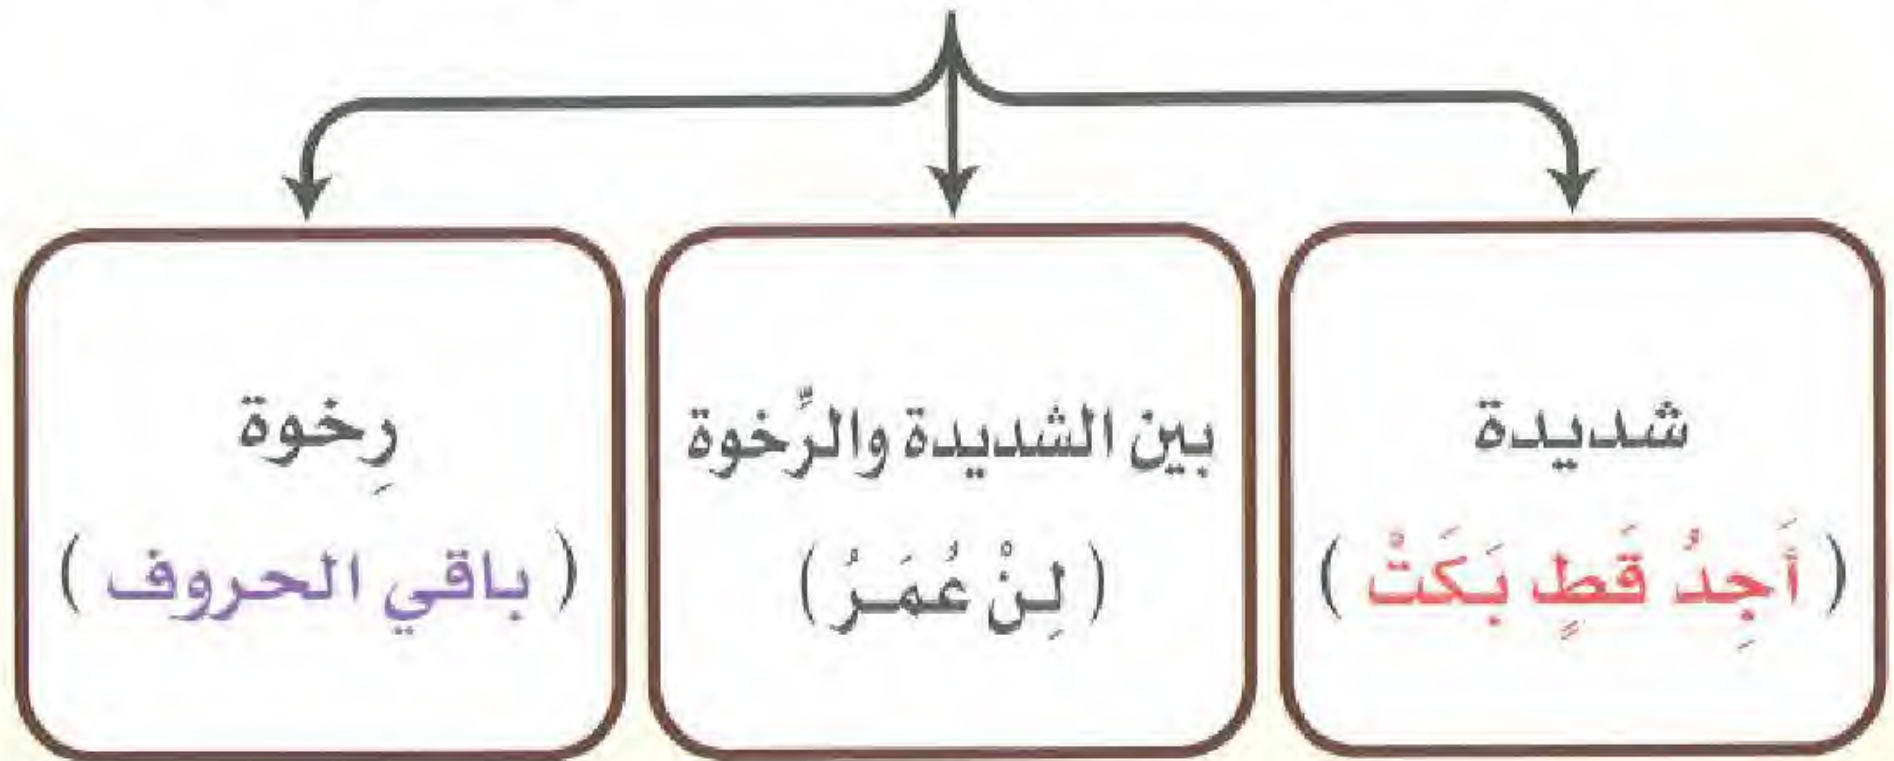 شديدة
( أَجِدُ قَطٍ بَكَتْ )
بين الشديدة والرِّخوة
( لِنْ عُمَرُ )
رِخوة
( باقي الحروف )